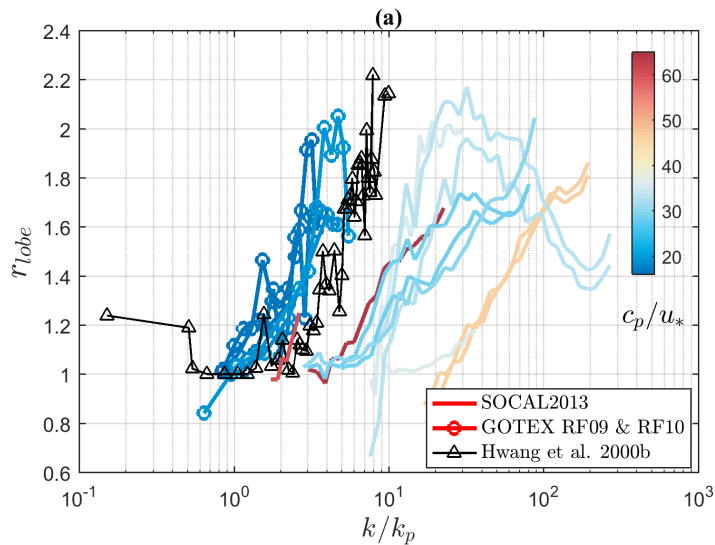 (a)
2.4
2.2
2
1.8
1.6
1.4
1.2
1
0.8
0.6
r_{lobe}
60
50
40
30
20
c_p/u_*
SOCAL2013
GOTEX RF09 & RF10
Hwang et al. 2000b
10^{-1} 10^0 10^1 10^2 10^3
k/k_p